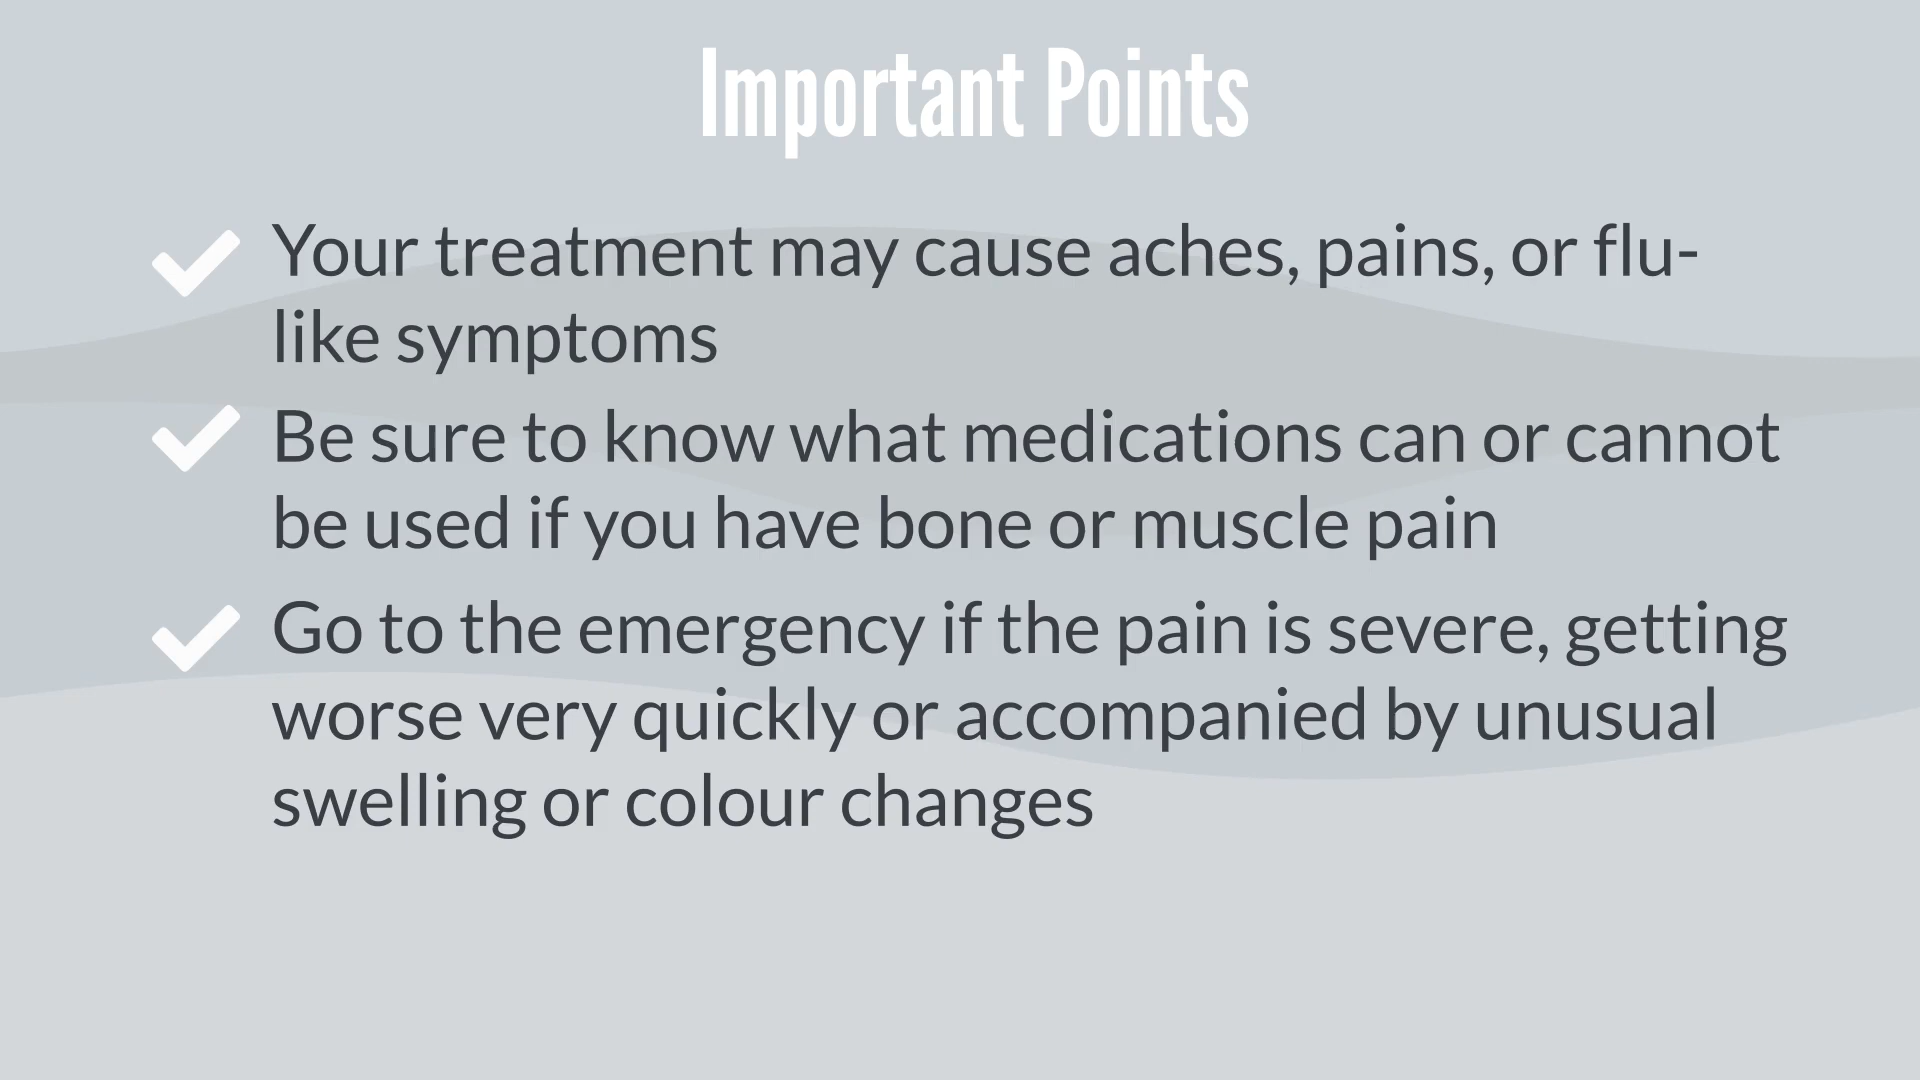 Important Points
Your treatment may cause aches, pains, or flu-
like symptoms
Be sure to know what medications can or cannot
be used if you have bone or muscle pain
Go to the emergency if the pain is severe, getting
worse very quickly or accompanied by unusual
swelling or colour changes